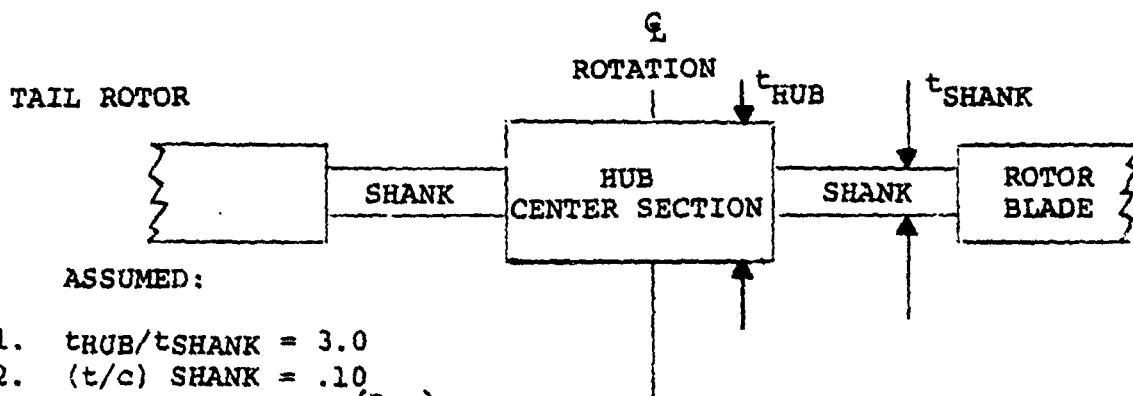 ℄
ROTATION
TAIL ROTOR
tHUB
tSHANK
SHANK
HUB
CENTER SECTION
SHANK
ROTOR
BLADE
ASSUMED:
1. tHUB/tSHANK = 3.0
2. (t/c) SHANK = .10